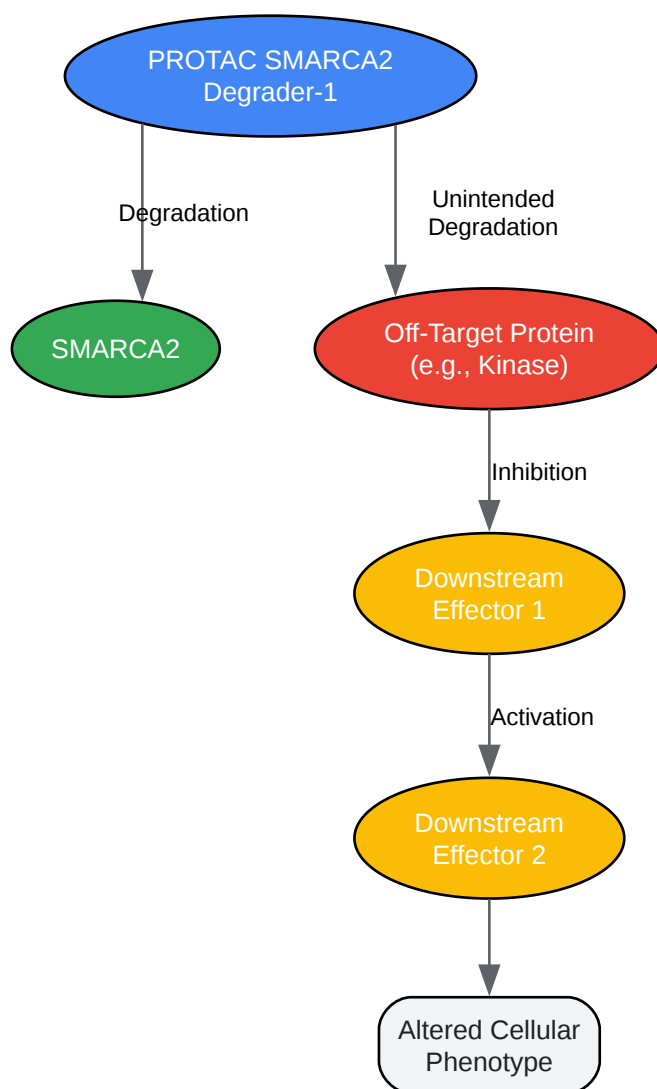 PROTAC SMARCA2
Degrader-1
Degradation
Unintended
Degradation
SMARCA2
Off-Target Protein
(e.g., Kinase)
Inhibition
Downstream
Effector 1
Activation
Downstream
Effector 2
Altered Cellular
Phenotype